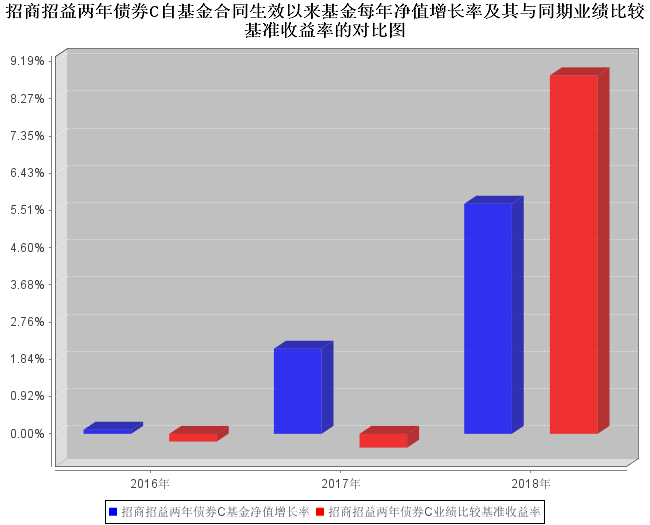 招商招益两年债券C自基金合同生效以来基金每年净值增长率及其与同期业绩比较
基准收益率的对比图
9.19%
8.27%
7.35%
6.43%
5.51%
4.60%
3.68%
2.76%
1.84%
0.92%
0.00%
2016年
2017年
2018年
招商招益两年债券C基金净值增长率
招商招益两年债券C业绩比较基准收益率